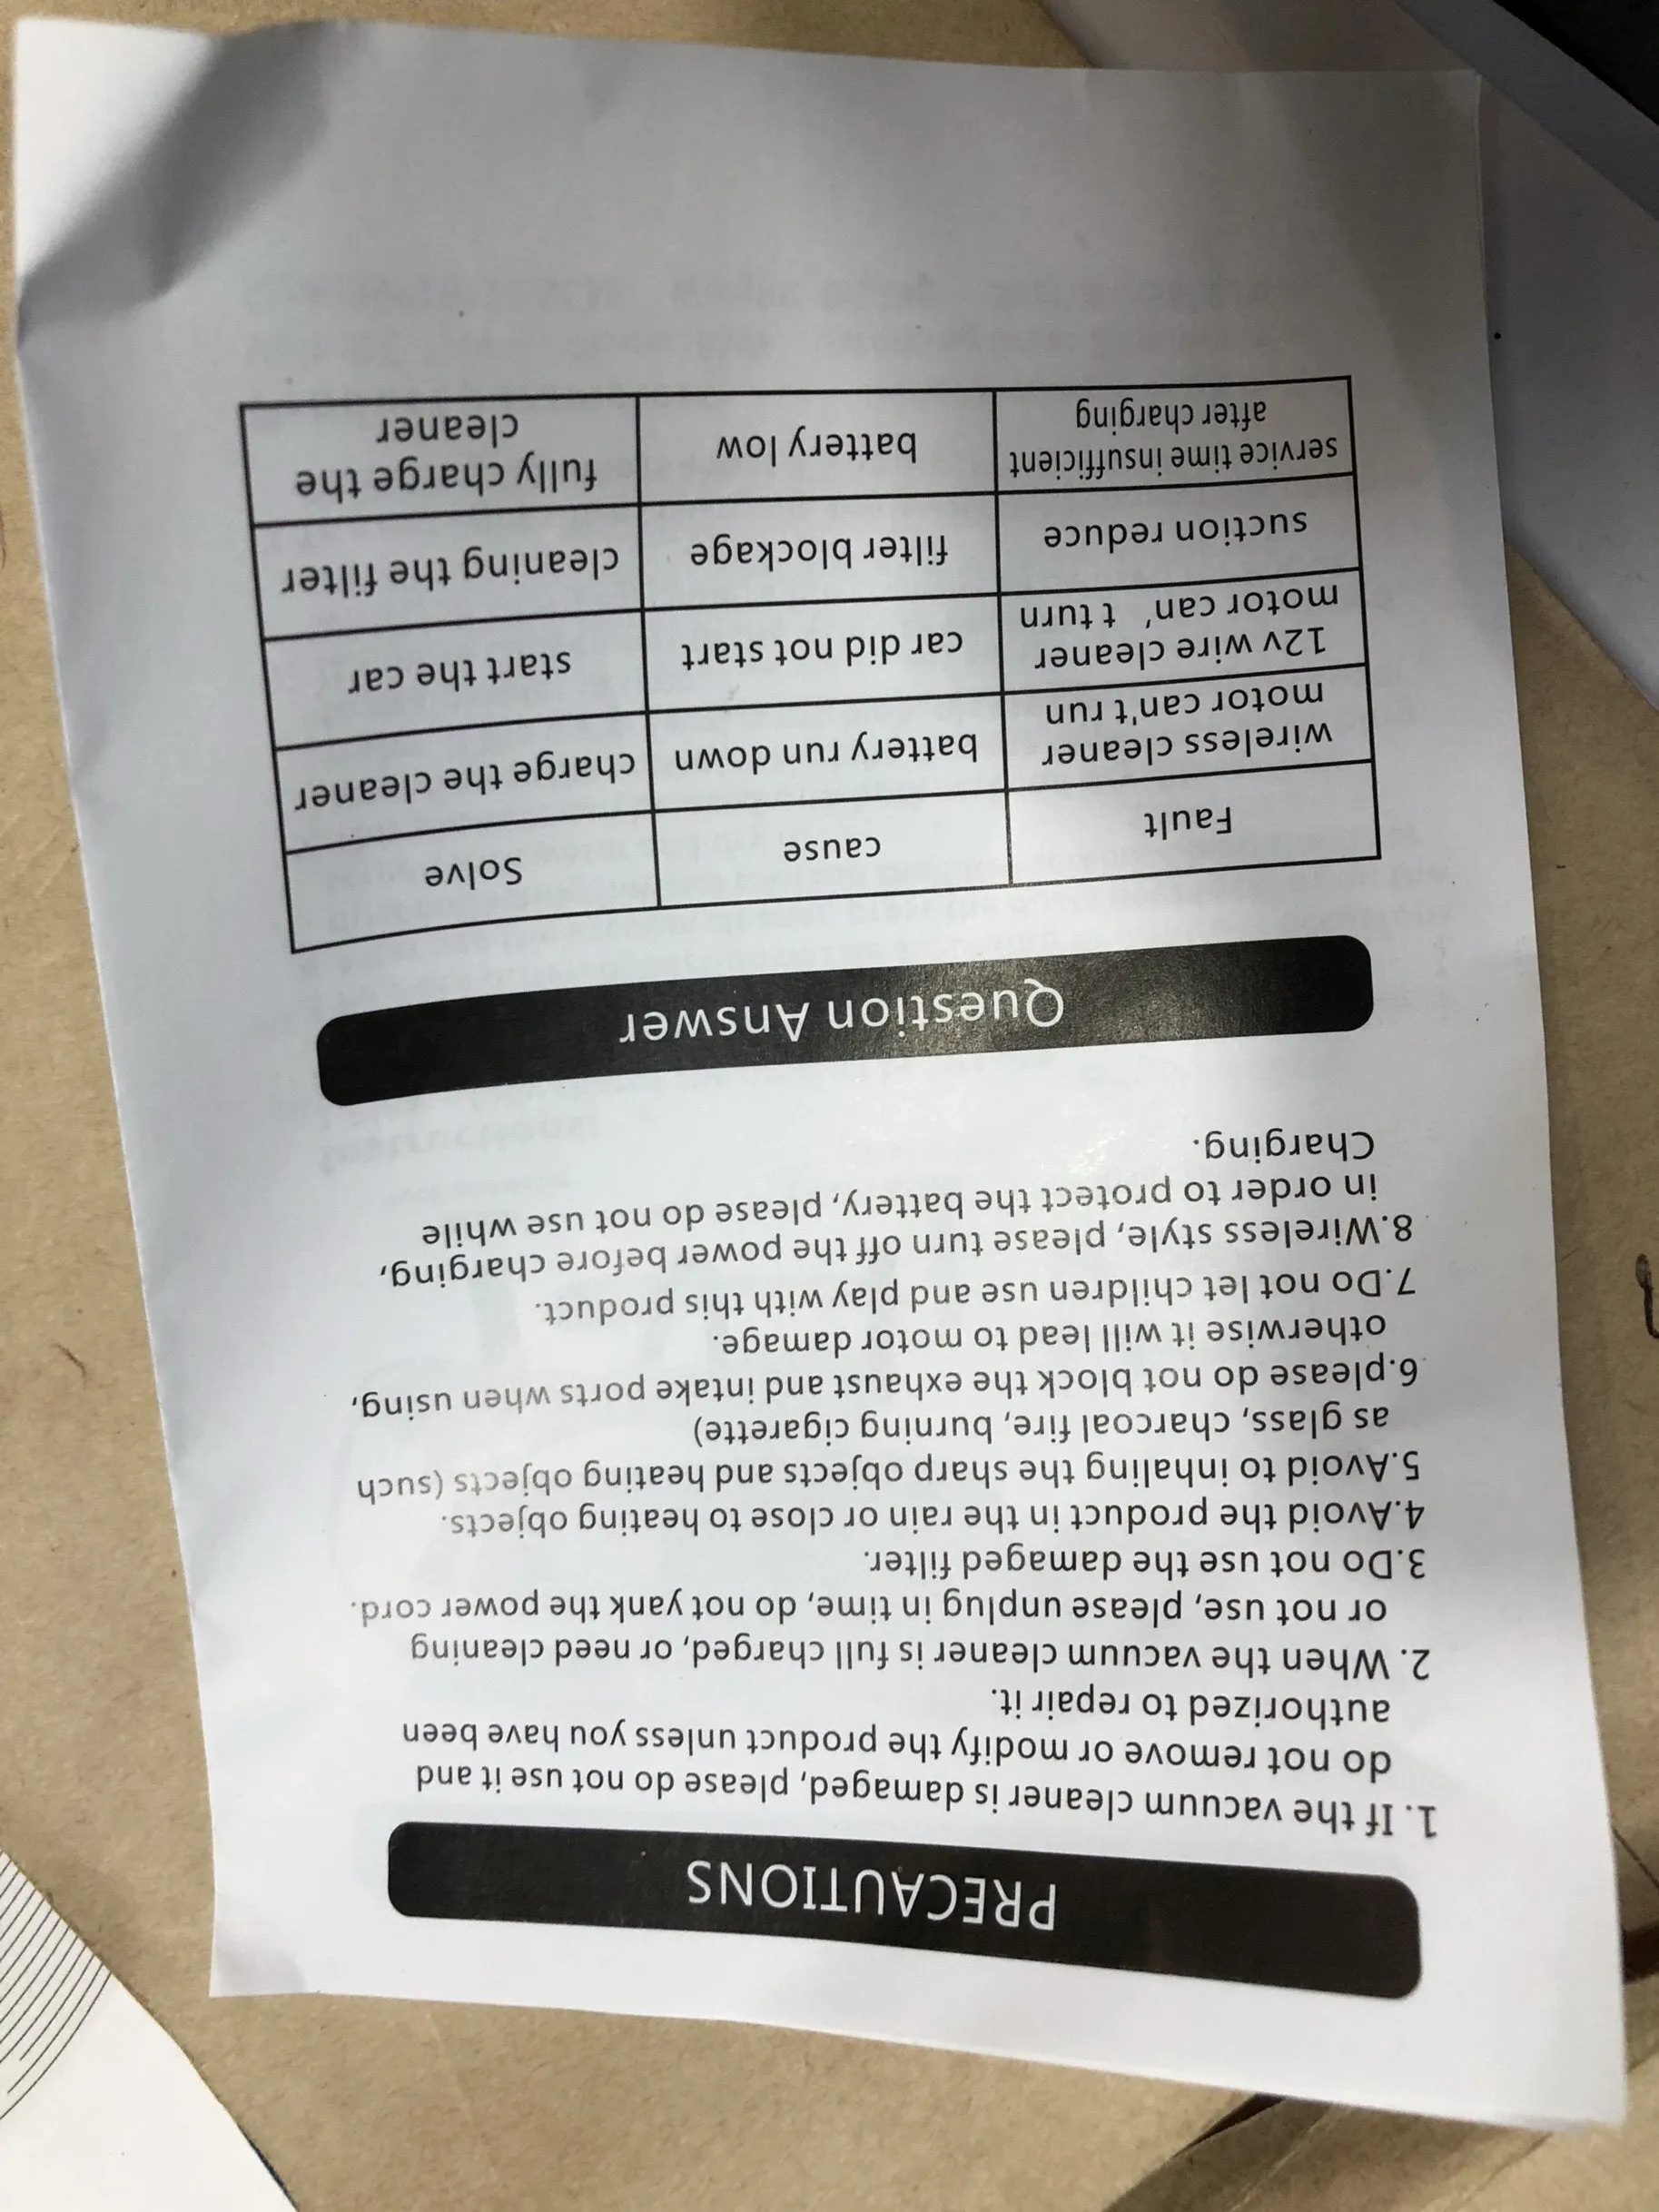 PRECAUTIONS
1. If the vacuum cleaner is damaged, please do not use it and
do not remove or modify the product unless you have been
authorized to repair it.
2. When the vacuum cleaner is full charged, or need cleaning
or not use, please unplug in time, do not yank the power cord.
3.Do not use the damaged filter.
4.Avoid the product in the rain or close to heating objects.
5.Avoid to inhaling the sharp objects and heating objects (such
as glass, charcoal fire, burning cigarette)
6.please do not block the exhaust and intake ports when using,
otherwise it will lead to motor damage.
7.Do not let children use and play with this product.
8.Wireless style, please turn off the power before charging,
in order to protect the battery, please do not use while
Charging.
Question Answer
Fault cause Solve
wireless cleaner
motor can't run
battery run down
charge the cleaner
12v wire cleaner
motor can' t turn
car did not start
start the car
suction reduce
filter blockage
cleaning the filter
service time insufficient
after charging
battery low
fully charge the
cleaner